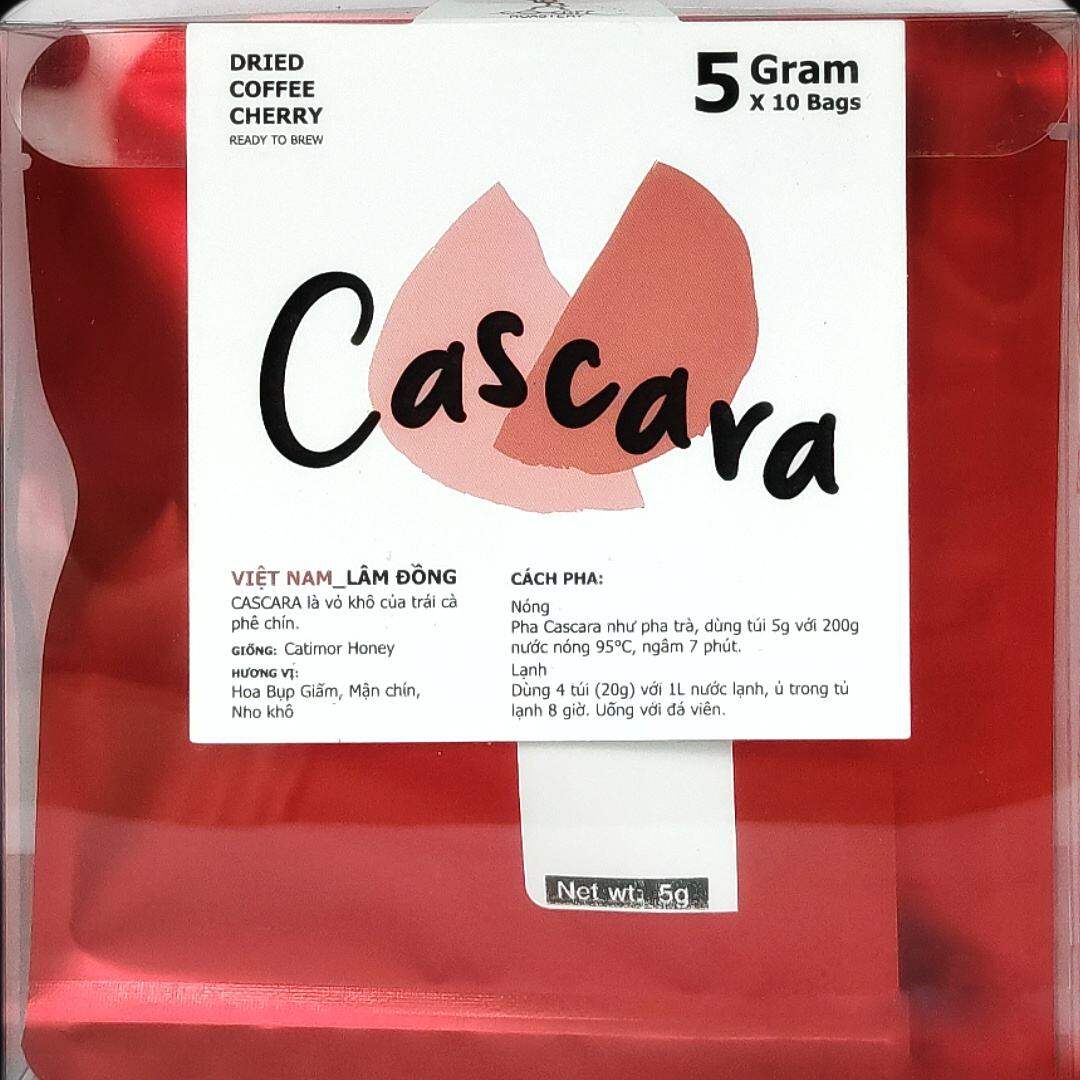 ROASTERY
DRIED
COFFEE
CHERRY
READY TO BREW
5 Gram
X 10 Bags
Cascara
VIỆT NAM_LÂM ĐỒNG
CASCARA là vỏ khô của trái cà
phê chín.
GIỐNG: Catimor Honey
HƯƠNG VỊ:
Hoa Bụp Giấm, Mận chín,
Nho khô
CÁCH PHA:
Nóng
Pha Cascara như pha trà, dùng túi 5g với 200g
nước nóng 95°C, ngâm 7 phút.
Lạnh
Dùng 4 túi (20g) với 1L nước lạnh, ủ trong tủ
lạnh 8 giờ. Uống với đá viên.
Net wt: 5g